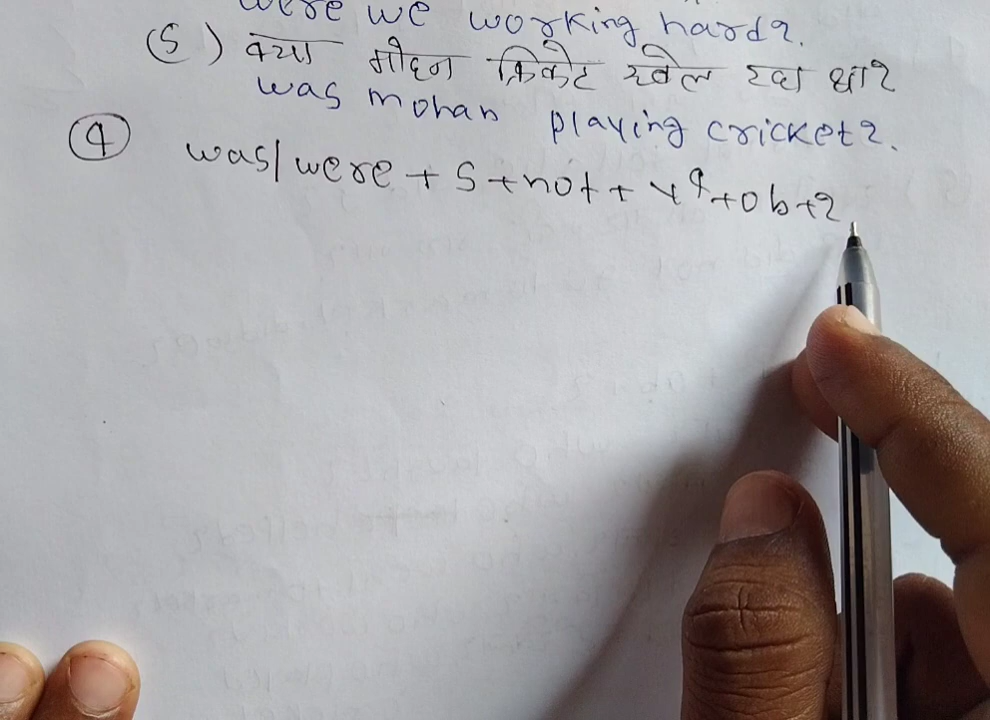 were we working hard?
(5) क्या मोहन क्रिकेट खेल रहा था?
was mohan playing cricket?
④ was/were + S + not + v⁴ + ob + ?